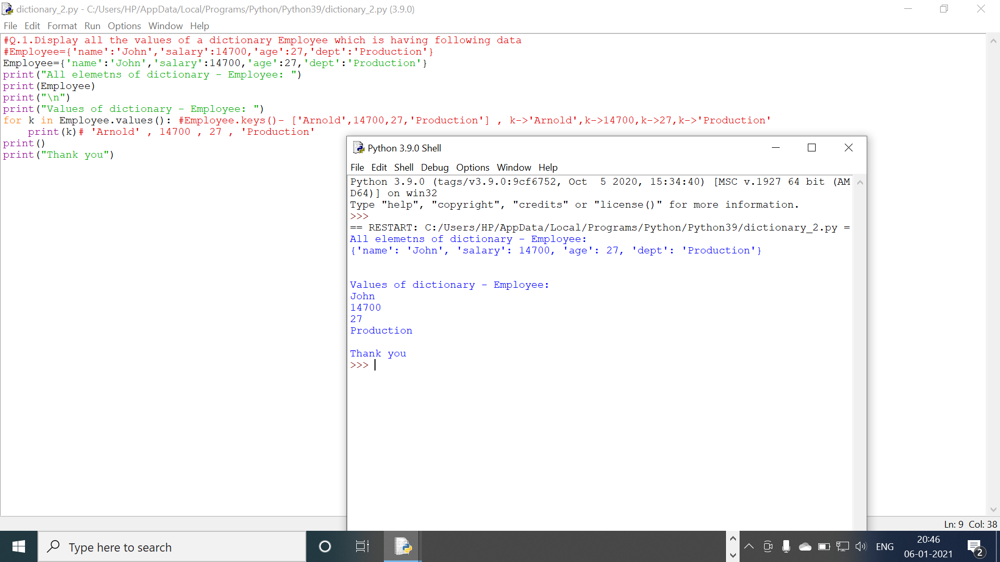 dictionary_2.py - C:/Users/HP/AppData/Local/Programs/Python/Python39/dictionary_2.py (3.9.0)
File Edit Format Run Options Window Help
#Q.1.Display all the values of a dictionary Employee which is having following data
#Employee={'name':'John','salary':14700,'age':27,'dept':'Production'}
Employee={'name':'John','salary':14700,'age':27,'dept':'Production'}
print("All elemetns of dictionary - Employee: ")
print(Employee)
print("\n")
print("Values of dictionary - Employee: ")
for k in Employee.values(): #Employee.keys()- ['Arnold',14700,27,'Production'] , k->'Arnold',k->14700,k->27,k->'Production'
    print(k)# 'Arnold' , 14700 , 27 , 'Production'
print()
print("Thank you")
Python 3.9.0 Shell
File Edit Shell Debug Options Window Help
Python 3.9.0 (tags/v3.9.0:9cf6752, Oct  5 2020, 15:34:40) [MSC v.1927 64 bit (AM
D64)] on win32
Type "help", "copyright", "credits" or "license()" for more information.
>>>
== RESTART: C:/Users/HP/AppData/Local/Programs/Python/Python39/dictionary_2.py =
All elemetns of dictionary - Employee:
{'name': 'John', 'salary': 14700, 'age': 27, 'dept': 'Production'}
Values of dictionary - Employee:
John
14700
27
Production
Thank you
>>>
Ln: 9 Col: 38
Type here to search
ENG
20:46
06-01-2021
2